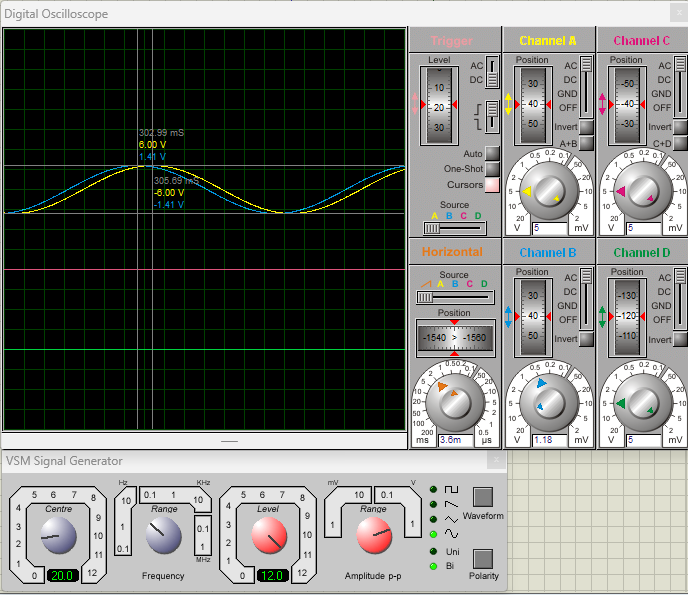 Digital Oscilloscope
302.99 mS
6.00 V
1.41 V
305.69 mS
-6.00 V
-1.41 V
Trigger
Level
AC
DC
10
20
30
Auto
One-Shot
Cursors
Source
A B C D
Channel A
Position
AC
DC
GND
OFF
30
40
50
Invert
A+B
0.5 0.2 0.1
1 50
2 20
5 10
10 5
20 2
V 5 mV
Channel C
Position
AC
DC
GND
OFF
-50
-40
-30
Invert
C+D
0.5 0.2 0.1
1 50
2 20
5 10
10 5
20 2
V 5 mV
Horizontal
Source
A B C D
Position
-1540 > -1560
1 0.5 0.2 0.1
2 50
5 20
10 10
20 5
50 2
100 1
200 0.5
ms 3.6m µs
Channel B
Position
AC
DC
GND
OFF
30
40
50
Invert
0.5 0.2 0.1
1 50
2 20
5 10
10 5
20 2
V 1.18 mV
Channel D
Position
AC
DC
GND
OFF
-130
-120
-110
Invert
0.5 0.2 0.1
1 50
2 20
5 10
10 5
20 2
V 5 mV
VSM Signal Generator
Centre
5 6 7
4 8
3 9
2 10
1 11
0 12
20.0
Hz KHz
10 0.1 1 10
Range
1 0.1
0.1 1
MHz
Frequency
Level
5 6 7
4 8
3 9
2 10
1 11
0 12
12.0
mV V
10 0.1
Range
1 1
Amplitude p-p
Waveform
Uni
Bi
Polarity